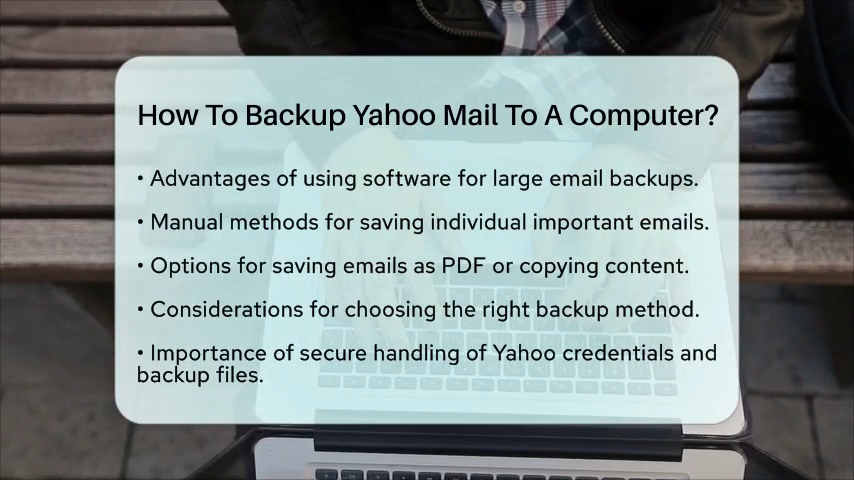 How To Backup Yahoo Mail To A Computer?
• Advantages of using software for large email backups.
• Manual methods for saving individual important emails.
• Options for saving emails as PDF or copying content.
• Considerations for choosing the right backup method.
• Importance of secure handling of Yahoo credentials and
backup files.